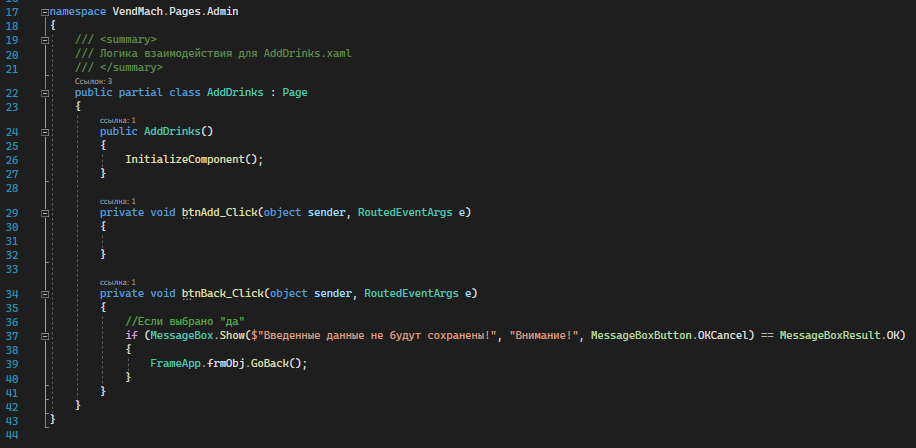 17 namespace VendMach.Pages.Admin
18 {
19 /// <summary>
20 /// Логика взаимодействия для AddDrinks.xaml
21 /// </summary>
Ссылок: 3
22 public partial class AddDrinks : Page
23 {
ссылка: 1
24 public AddDrinks()
25 {
26 InitializeComponent();
27 }
28
ссылка: 1
29 private void btnAdd_Click(object sender, RoutedEventArgs e)
30 {
31
32 }
33
ссылка: 1
34 private void btnBack_Click(object sender, RoutedEventArgs e)
35 {
36 //Если выбрано "да"
37 if (MessageBox.Show($"Введенные данные не будут сохранены!", "Внимание!", MessageBoxButton.OKCancel) == MessageBoxResult.OK)
38 {
39 FrameApp.frmObj.GoBack();
40 }
41 }
42 }
43 }
44